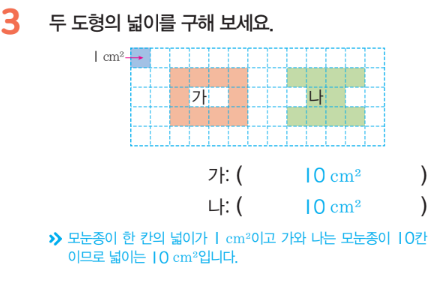 3 두 도형의 넓이를 구해 보세요.
1 cm²
가 나
가: ( 10 cm² )
나: ( 10 cm² )
» 모눈종이 한 칸의 넓이가 1 cm²이고 가와 나는 모눈종이 10칸
이므로 넓이는 10 cm²입니다.